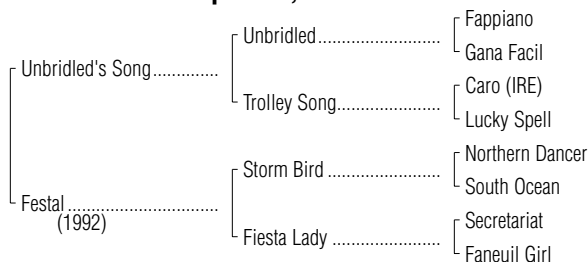 Fappiano
Unbridled........................
Gana Facil
Unbridled's Song.............
Caro (IRE)
Trolley Song....................
Lucky Spell
Northern Dancer
Storm Bird......................
South Ocean
Festal..............................
(1992)
Secretariat
Fiesta Lady.....................
Faneuil Girl